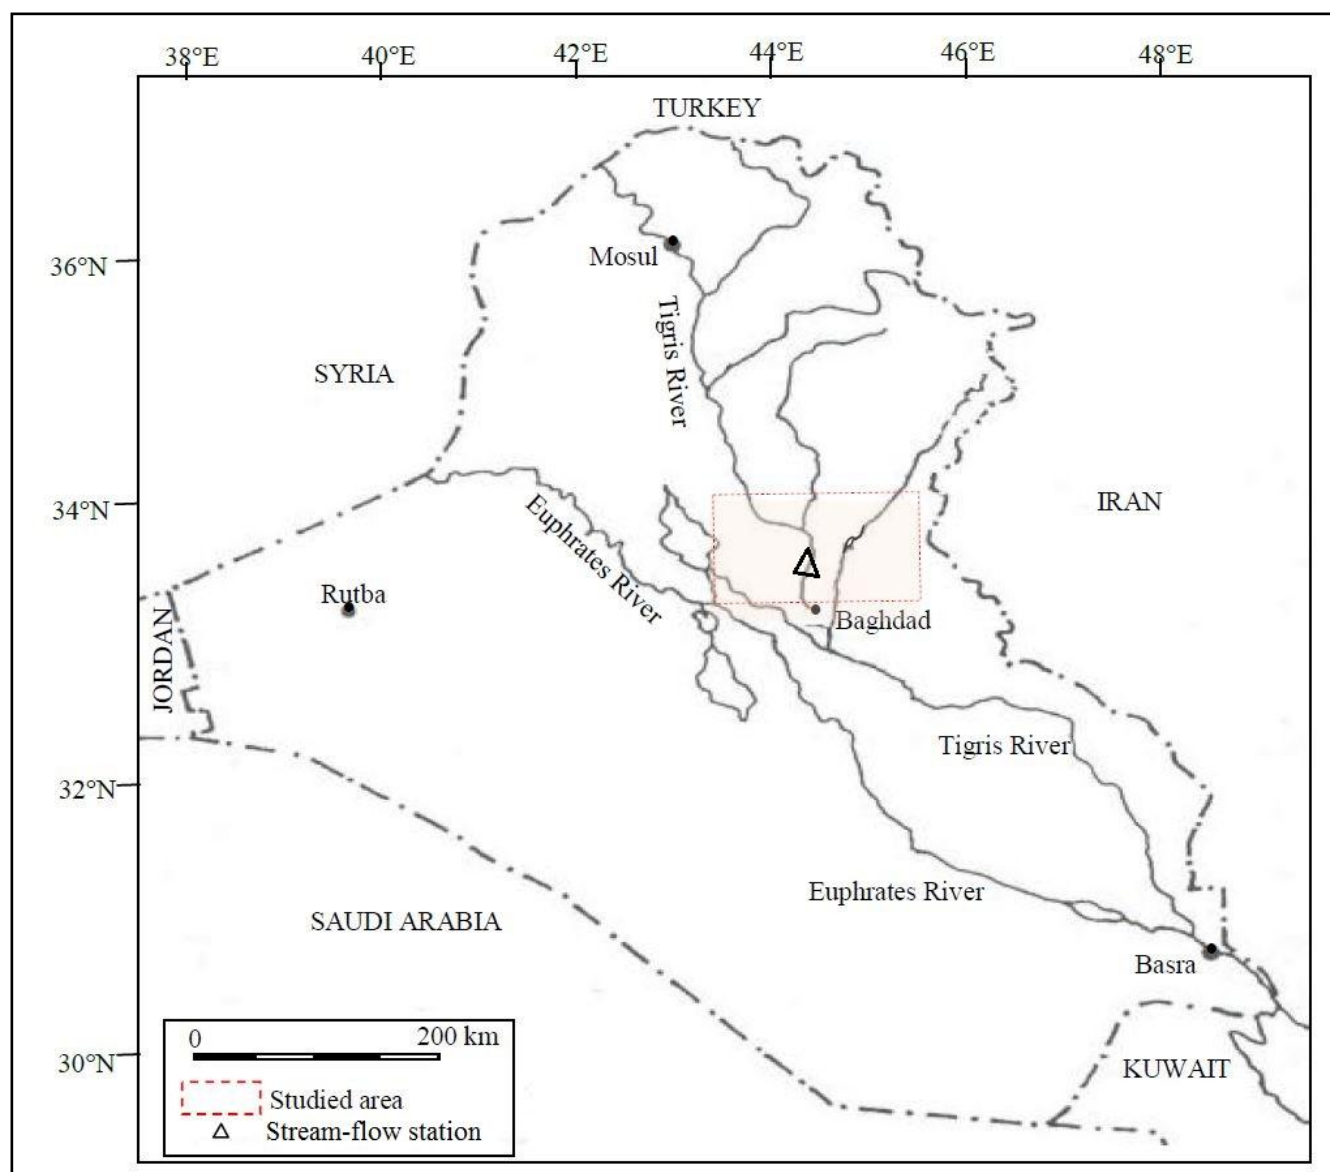 38°E 40°E 42°E 44°E 46°E 48°E
TURKEY
Mosul
36°N
Tigris River
SYRIA
34°N
IRAN
Euphrates River
Rutba
Baghdad
JORDAN
Tigris River
32°N
Euphrates River
SAUDI ARABIA
Basra
0 200 km
30°N
KUWAIT
Studied area
Stream-flow station